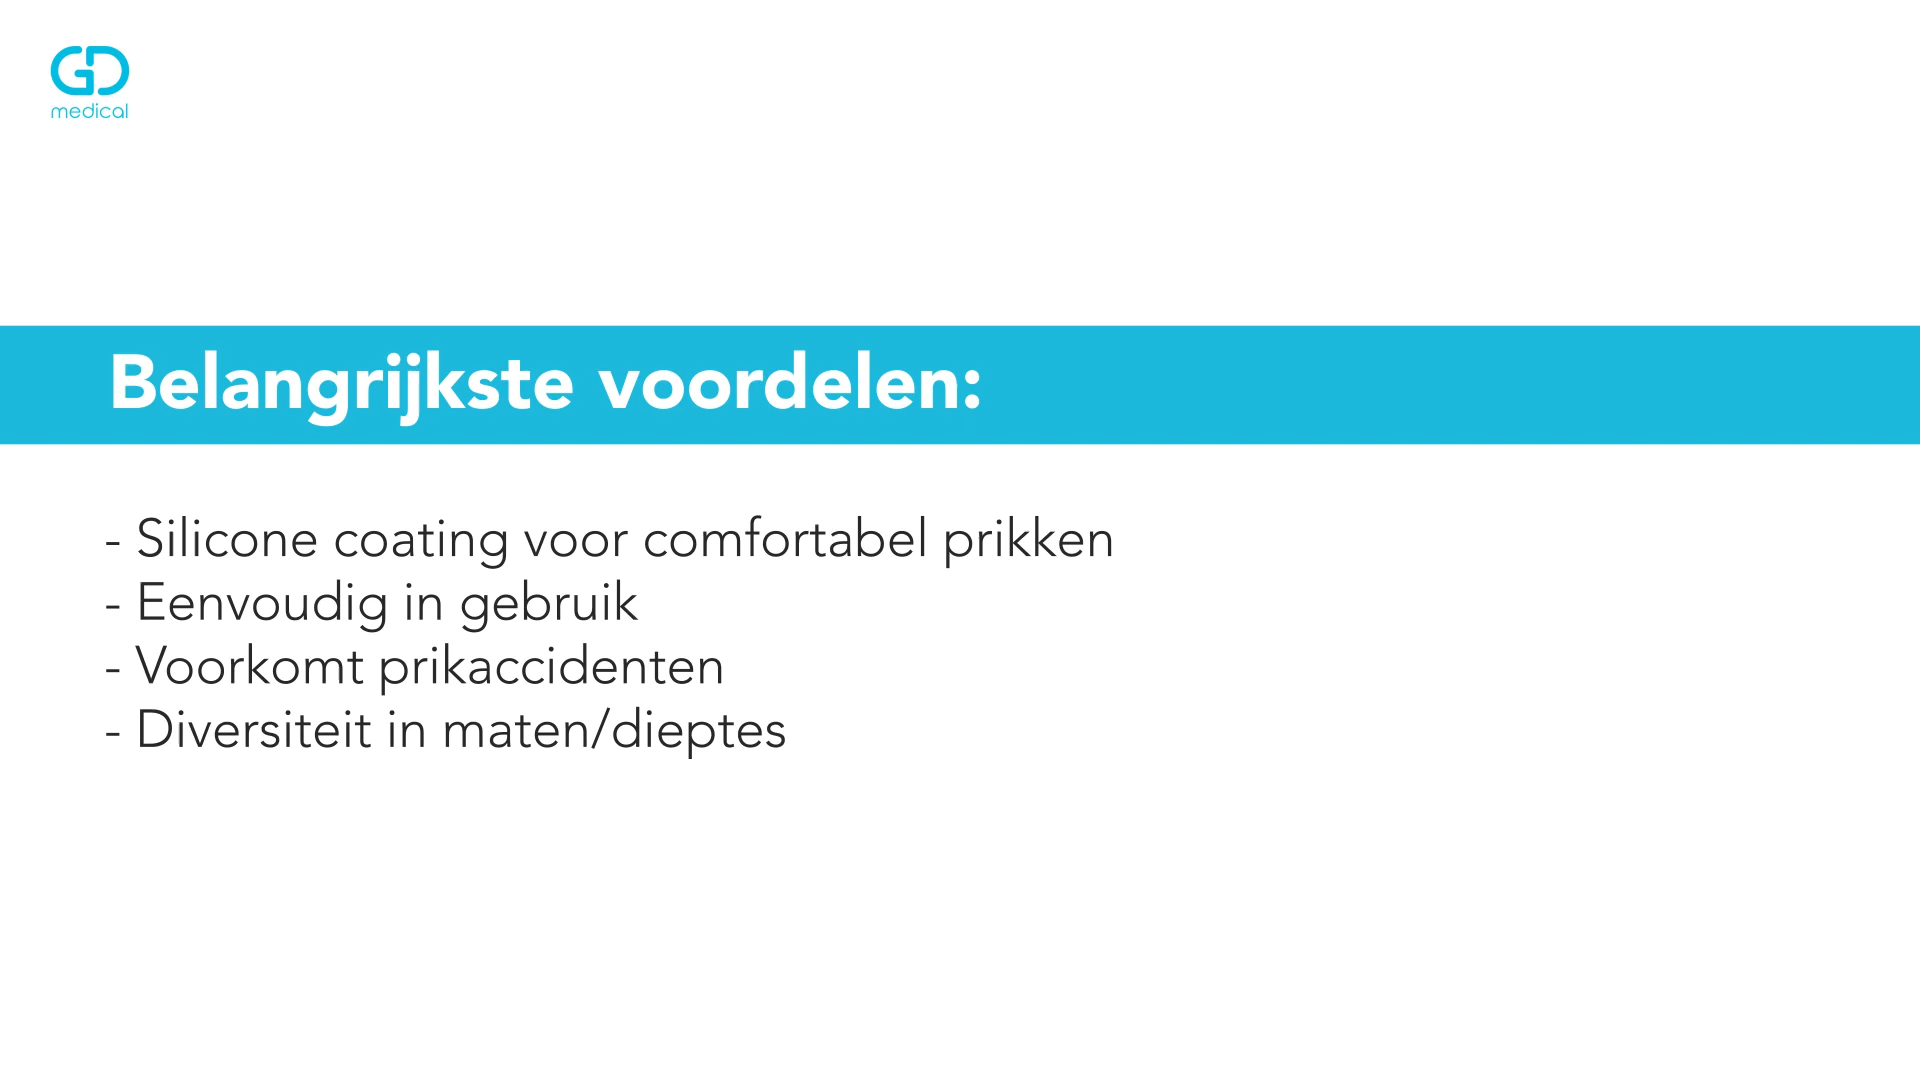 GD
medical
Belangrijkste voordelen:
- Silicone coating voor comfortabel prikken
- Eenvoudig in gebruik
- Voorkomt prikaccidenten
- Diversiteit in maten/dieptes